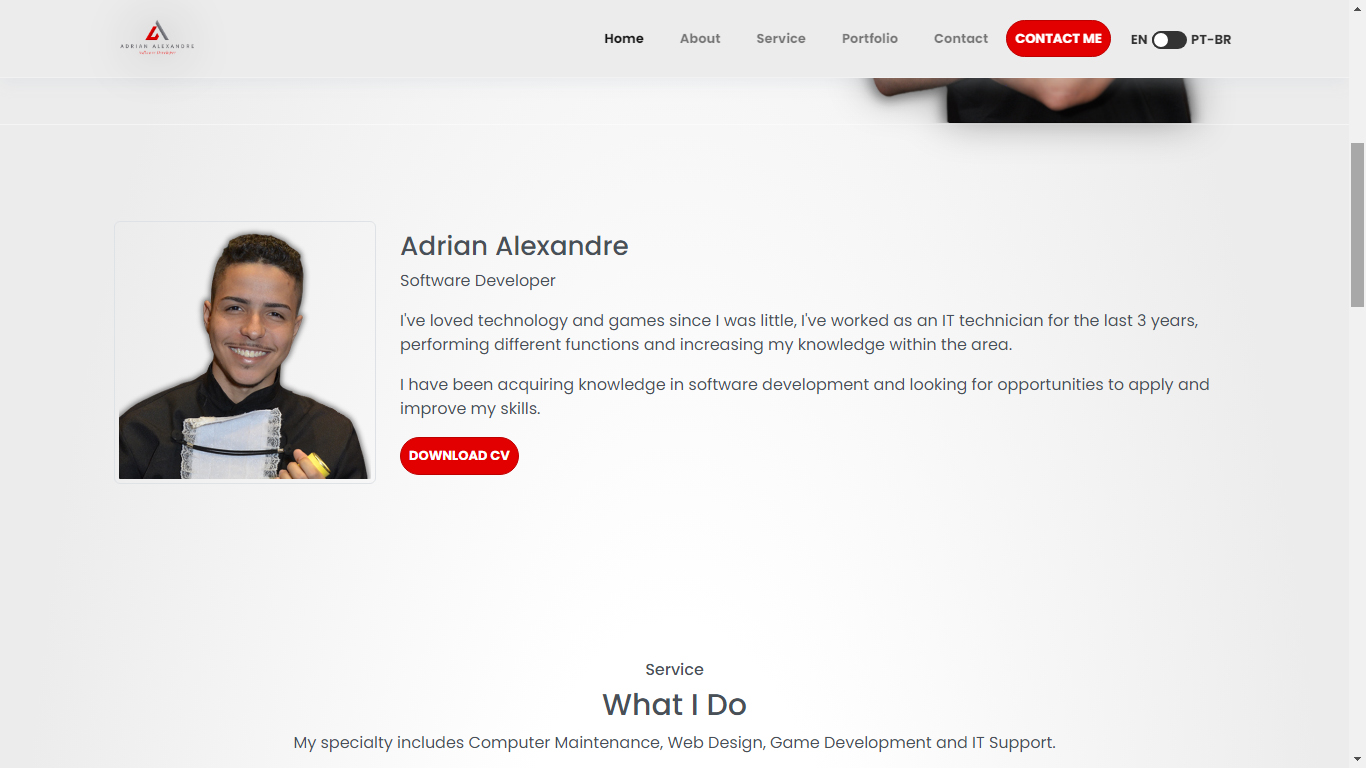 ADRIAN ALEXANDRE
Software Developer
Home About Service Portfolio Contact CONTACT ME EN PT-BR
Adrian Alexandre
Software Developer
I've loved technology and games since I was little, I've worked as an IT technician for the last 3 years,
performing different functions and increasing my knowledge within the area.
I have been acquiring knowledge in software development and looking for opportunities to apply and
improve my skills.
DOWNLOAD CV
Service
What I Do
My specialty includes Computer Maintenance, Web Design, Game Development and IT Support.